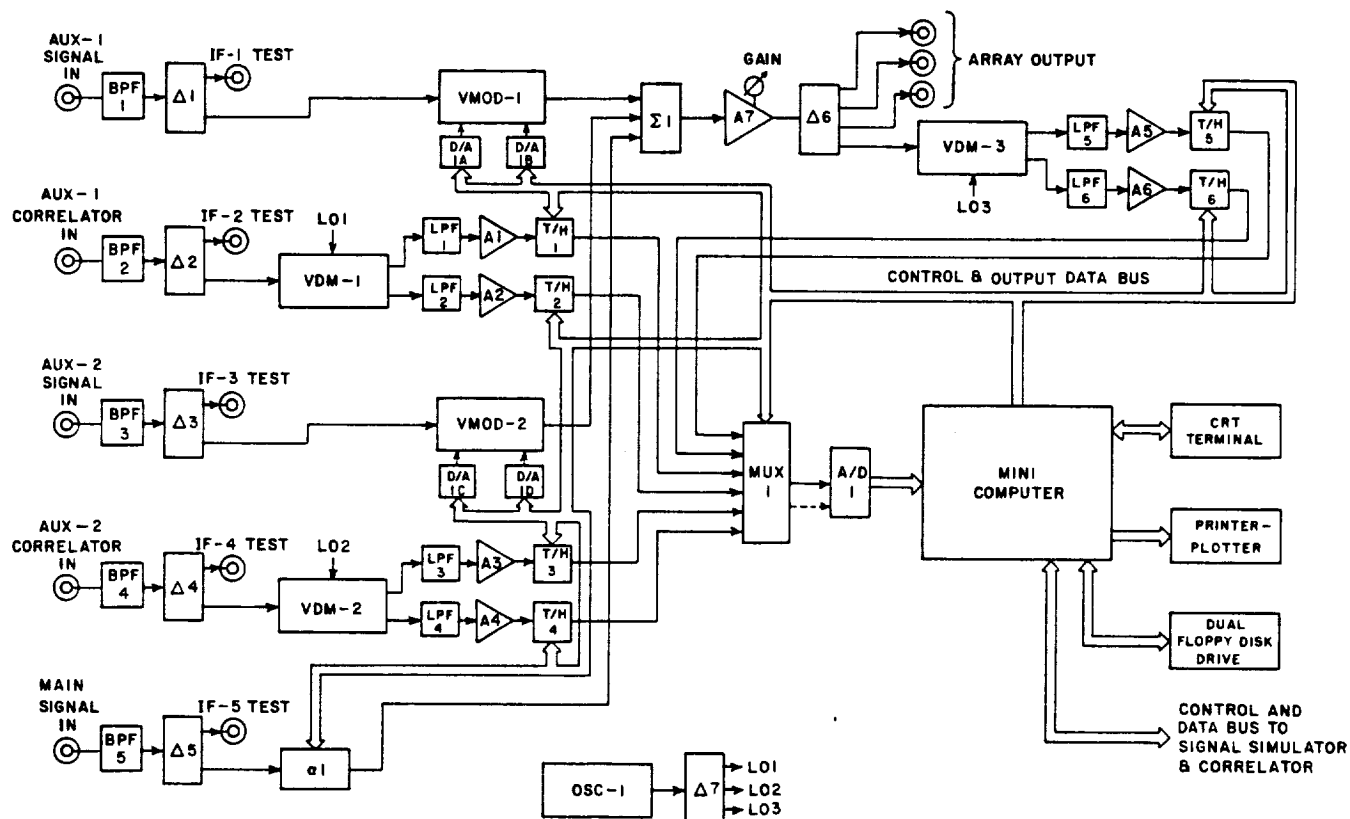 AUX-1
SIGNAL
IN
BPF
1
Δ1
IF-1 TEST
VMOD-1
D/A
1A
D/A
1B
Σ1
GAIN
A7
Δ6
ARRAY OUTPUT
VDM-3
LO3
LPF
5
A5
T/H
5
LPF
6
A6
T/H
6
AUX-1
CORRELATOR
IN
BPF
2
Δ2
IF-2 TEST
LO1
VDM-1
LPF
1
A1
T/H
1
LPF
2
A2
T/H
2
CONTROL & OUTPUT DATA BUS
AUX-2
SIGNAL
IN
BPF
3
Δ3
IF-3 TEST
VMOD-2
D/A
1C
D/A
1D
MUX
1
A/D
1
MINI
COMPUTER
CRT
TERMINAL
PRINTER-
PLOTTER
DUAL
FLOPPY DISK
DRIVE
CONTROL AND
DATA BUS TO
SIGNAL SIMULATOR
& CORRELATOR
AUX-2
CORRELATOR
IN
BPF
4
Δ4
IF-4 TEST
LO2
VDM-2
LPF
3
A3
T/H
3
LPF
4
A4
T/H
4
MAIN
SIGNAL
IN
BPF
5
Δ5
IF-5 TEST
α1
OSC-1
Δ7
LO1
LO2
LO3